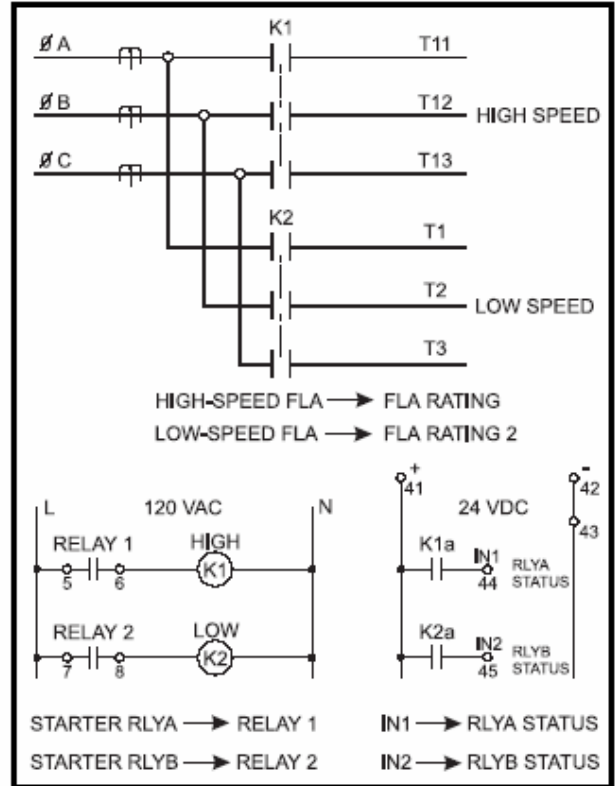 K1
Ø A
T11
Ø B
T12
HIGH SPEED
Ø C
T13
K2
T1
T2
LOW SPEED
T3
HIGH-SPEED FLA → FLA RATING
LOW-SPEED FLA → FLA RATING 2
L
120 VAC
N
+
41
24 VDC
-
42
43
RELAY 1
5
6
HIGH
K1
K1a
IN1
44
RLYA
STATUS
RELAY 2
7
8
LOW
K2
K2a
IN2
45
RLYB
STATUS
STARTER RLYA → RELAY 1
IN1 → RLYA STATUS
STARTER RLYB → RELAY 2
IN2 → RLYB STATUS